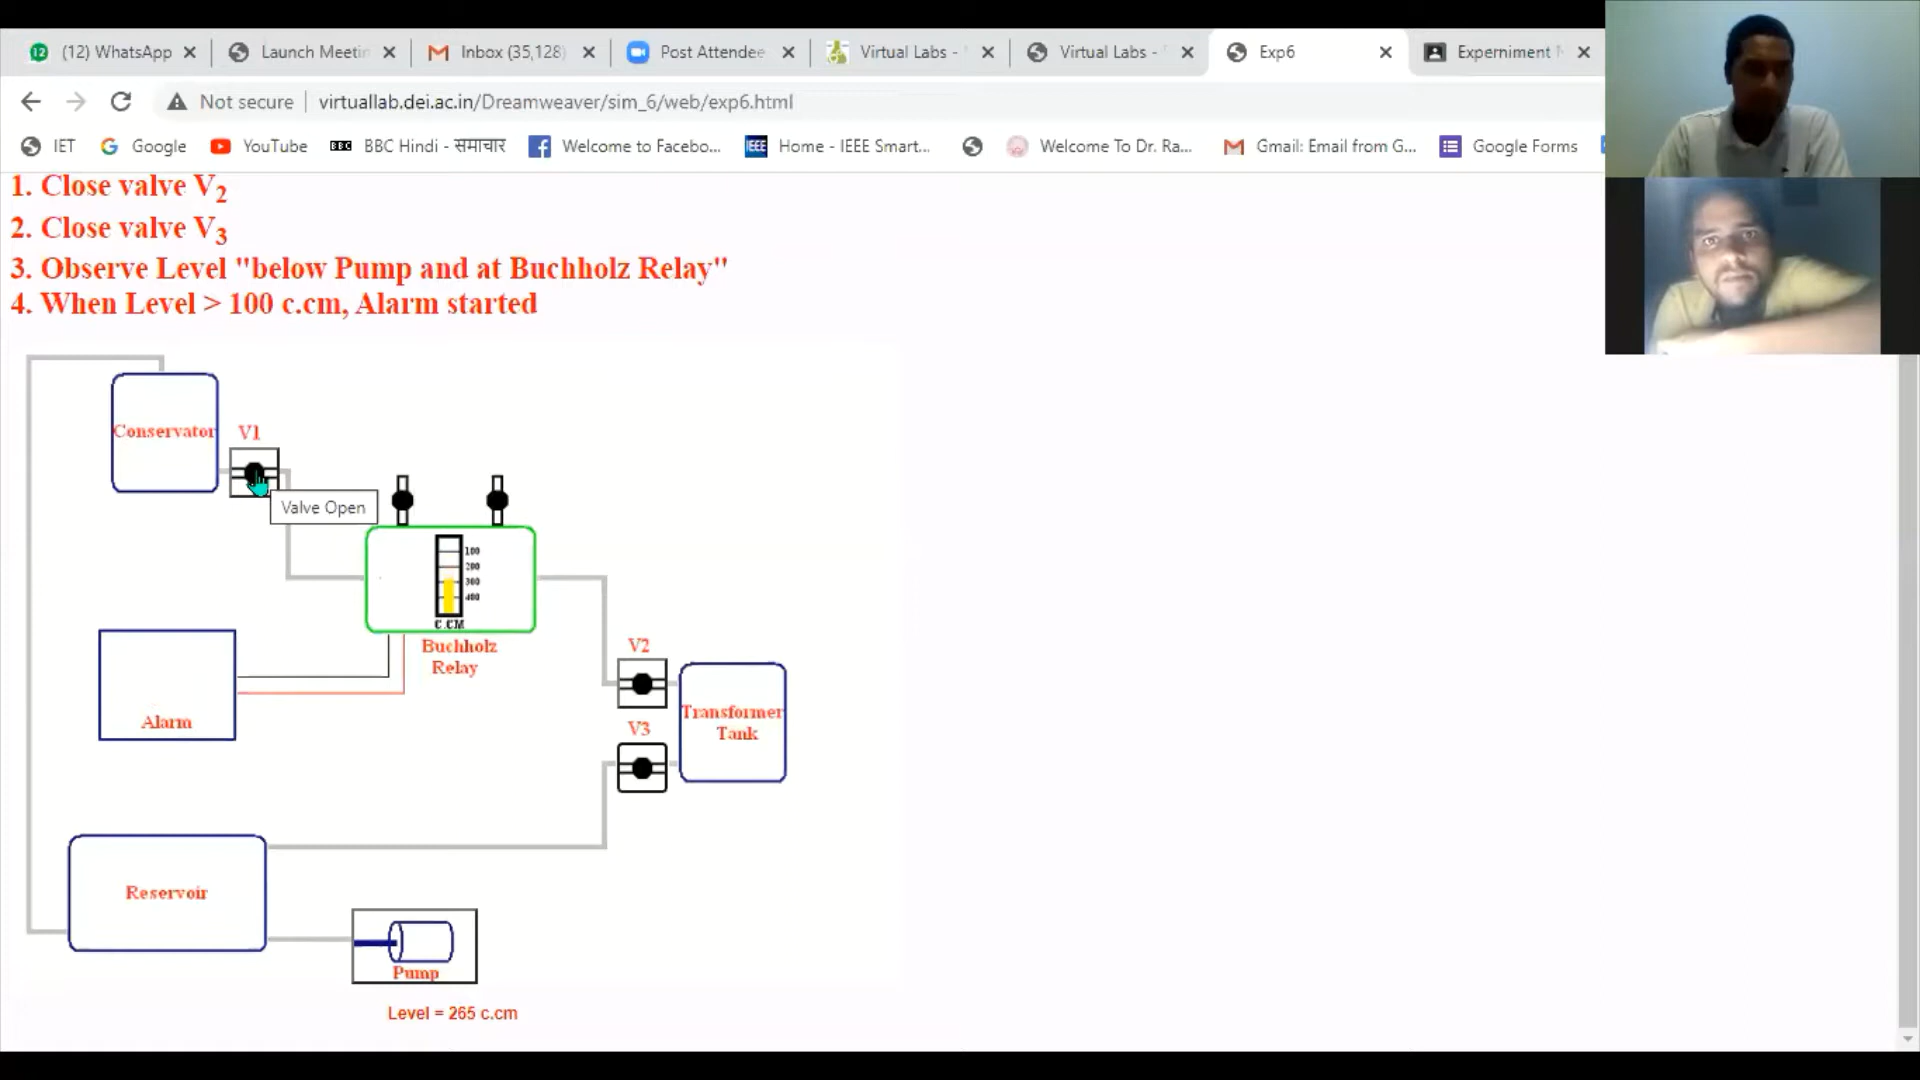 12 (12) WhatsApp
Launch Meetin
Inbox (35,128)
Post Attendee
Virtual Labs -
Virtual Labs -
Exp6
Experniment
Not secure
virtuallab.dei.ac.in/Dreamweaver/sim_6/web/exp6.html
IET
Google
YouTube
BBC BBC Hindi - समाचार
Welcome to Facebo...
IEEE Home - IEEE Smart...
Welcome To Dr. Ra...
Gmail: Email from G...
Google Forms
1. Close valve V2
2. Close valve V3
3. Observe Level "below Pump and at Buchholz Relay"
4. When Level > 100 c.cm, Alarm started
Conservator
V1
Valve Open
100
200
300
400
C.CM
Buchholz
Relay
V2
Transformer
Tank
V3
Alarm
Reservoir
Pump
Level = 265 c.cm